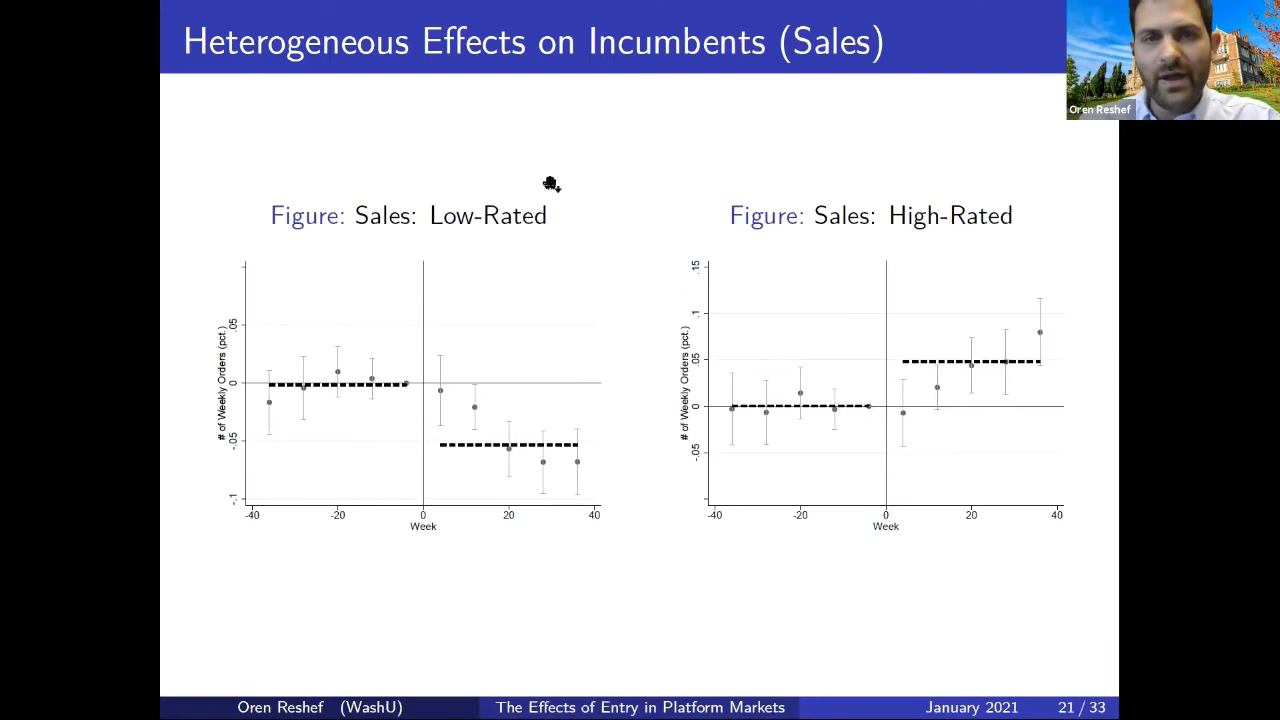 Heterogeneous Effects on Incumbents (Sales)
Oren Reshef
Figure: Sales: Low-Rated
# of Weekly Orders (pct.)
.05
0
-.05
-.1
-40
-20
0
20
40
Week
Figure: Sales: High-Rated
# of Weekly Orders (pct.)
.15
.1
.05
0
-.05
-40
-20
0
20
40
Week
Oren Reshef (WashU)
The Effects of Entry in Platform Markets
January 2021
21 / 33